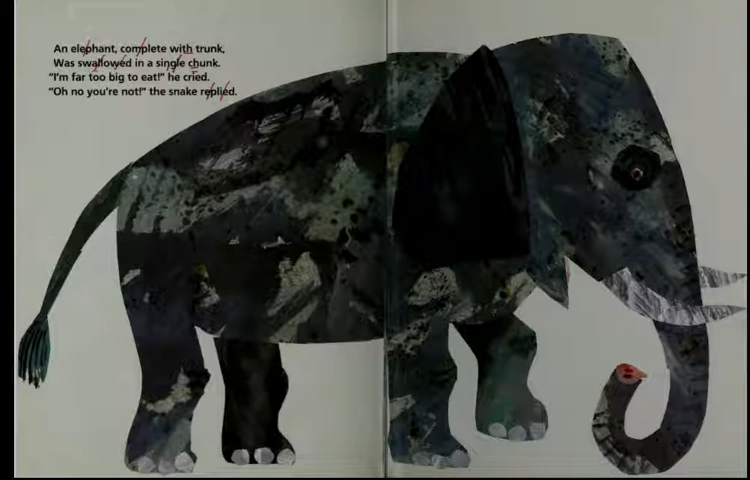 An elephant, complete with trunk,
Was swallowed in a single chunk.
"I'm far too big to eat!" he cried.
"Oh no you're not!" the snake replied.